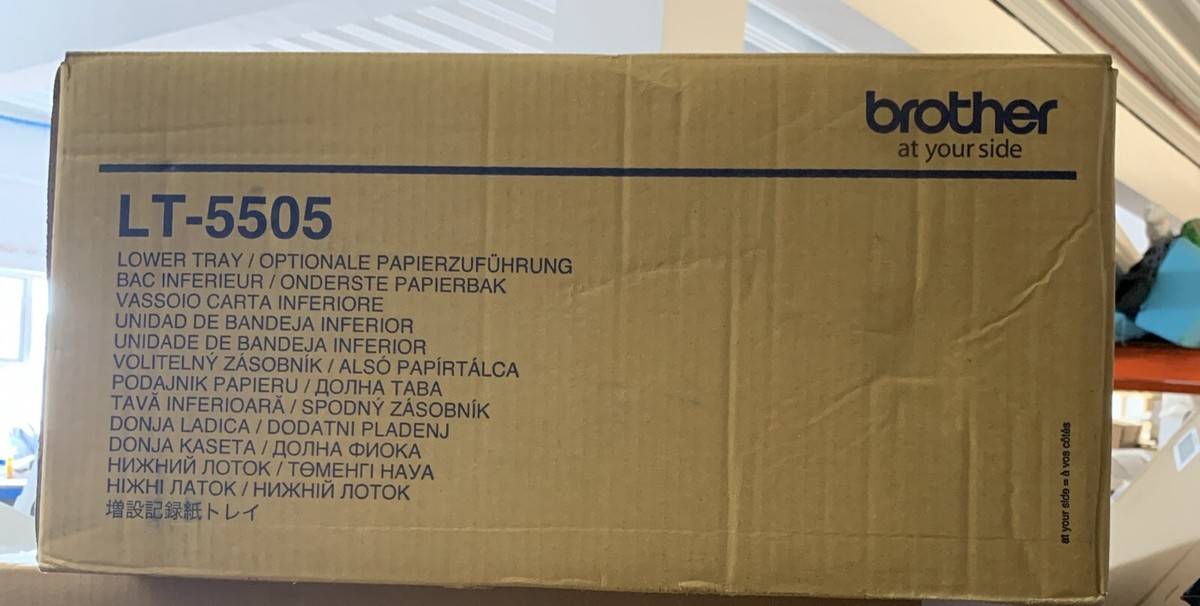 brother
at your side
LT-5505
LOWER TRAY / OPTIONALE PAPIERZUFÜHRUNG
BAC INFERIEUR / ONDERSTE PAPIERBAK
VASSOIO CARTA INFERIORE
UNIDAD DE BANDEJA INFERIOR
UNIDADE DE BANDEJA INFERIOR
VOLITELNÝ ZÁSOBNÍK / ALSÓ PAPÍRTÁLCA
PODAJNIK PAPIERU / ДОЛНА ТАВА
TAVĂ INFERIOARĂ / SPODNÝ ZÁSOBNÍK
DONJA LADICA / DODATNI PLADENJ
DONJA KASETA / ДОЛНА ФИОКА
НИЖНИЙ ЛОТОК / ТӨМЕНГІ НАУА
НІЖНІ ЛАТОК / НИЖНІЙ ЛОТОК
増設記録紙トレイ
at your side = à vos côtés